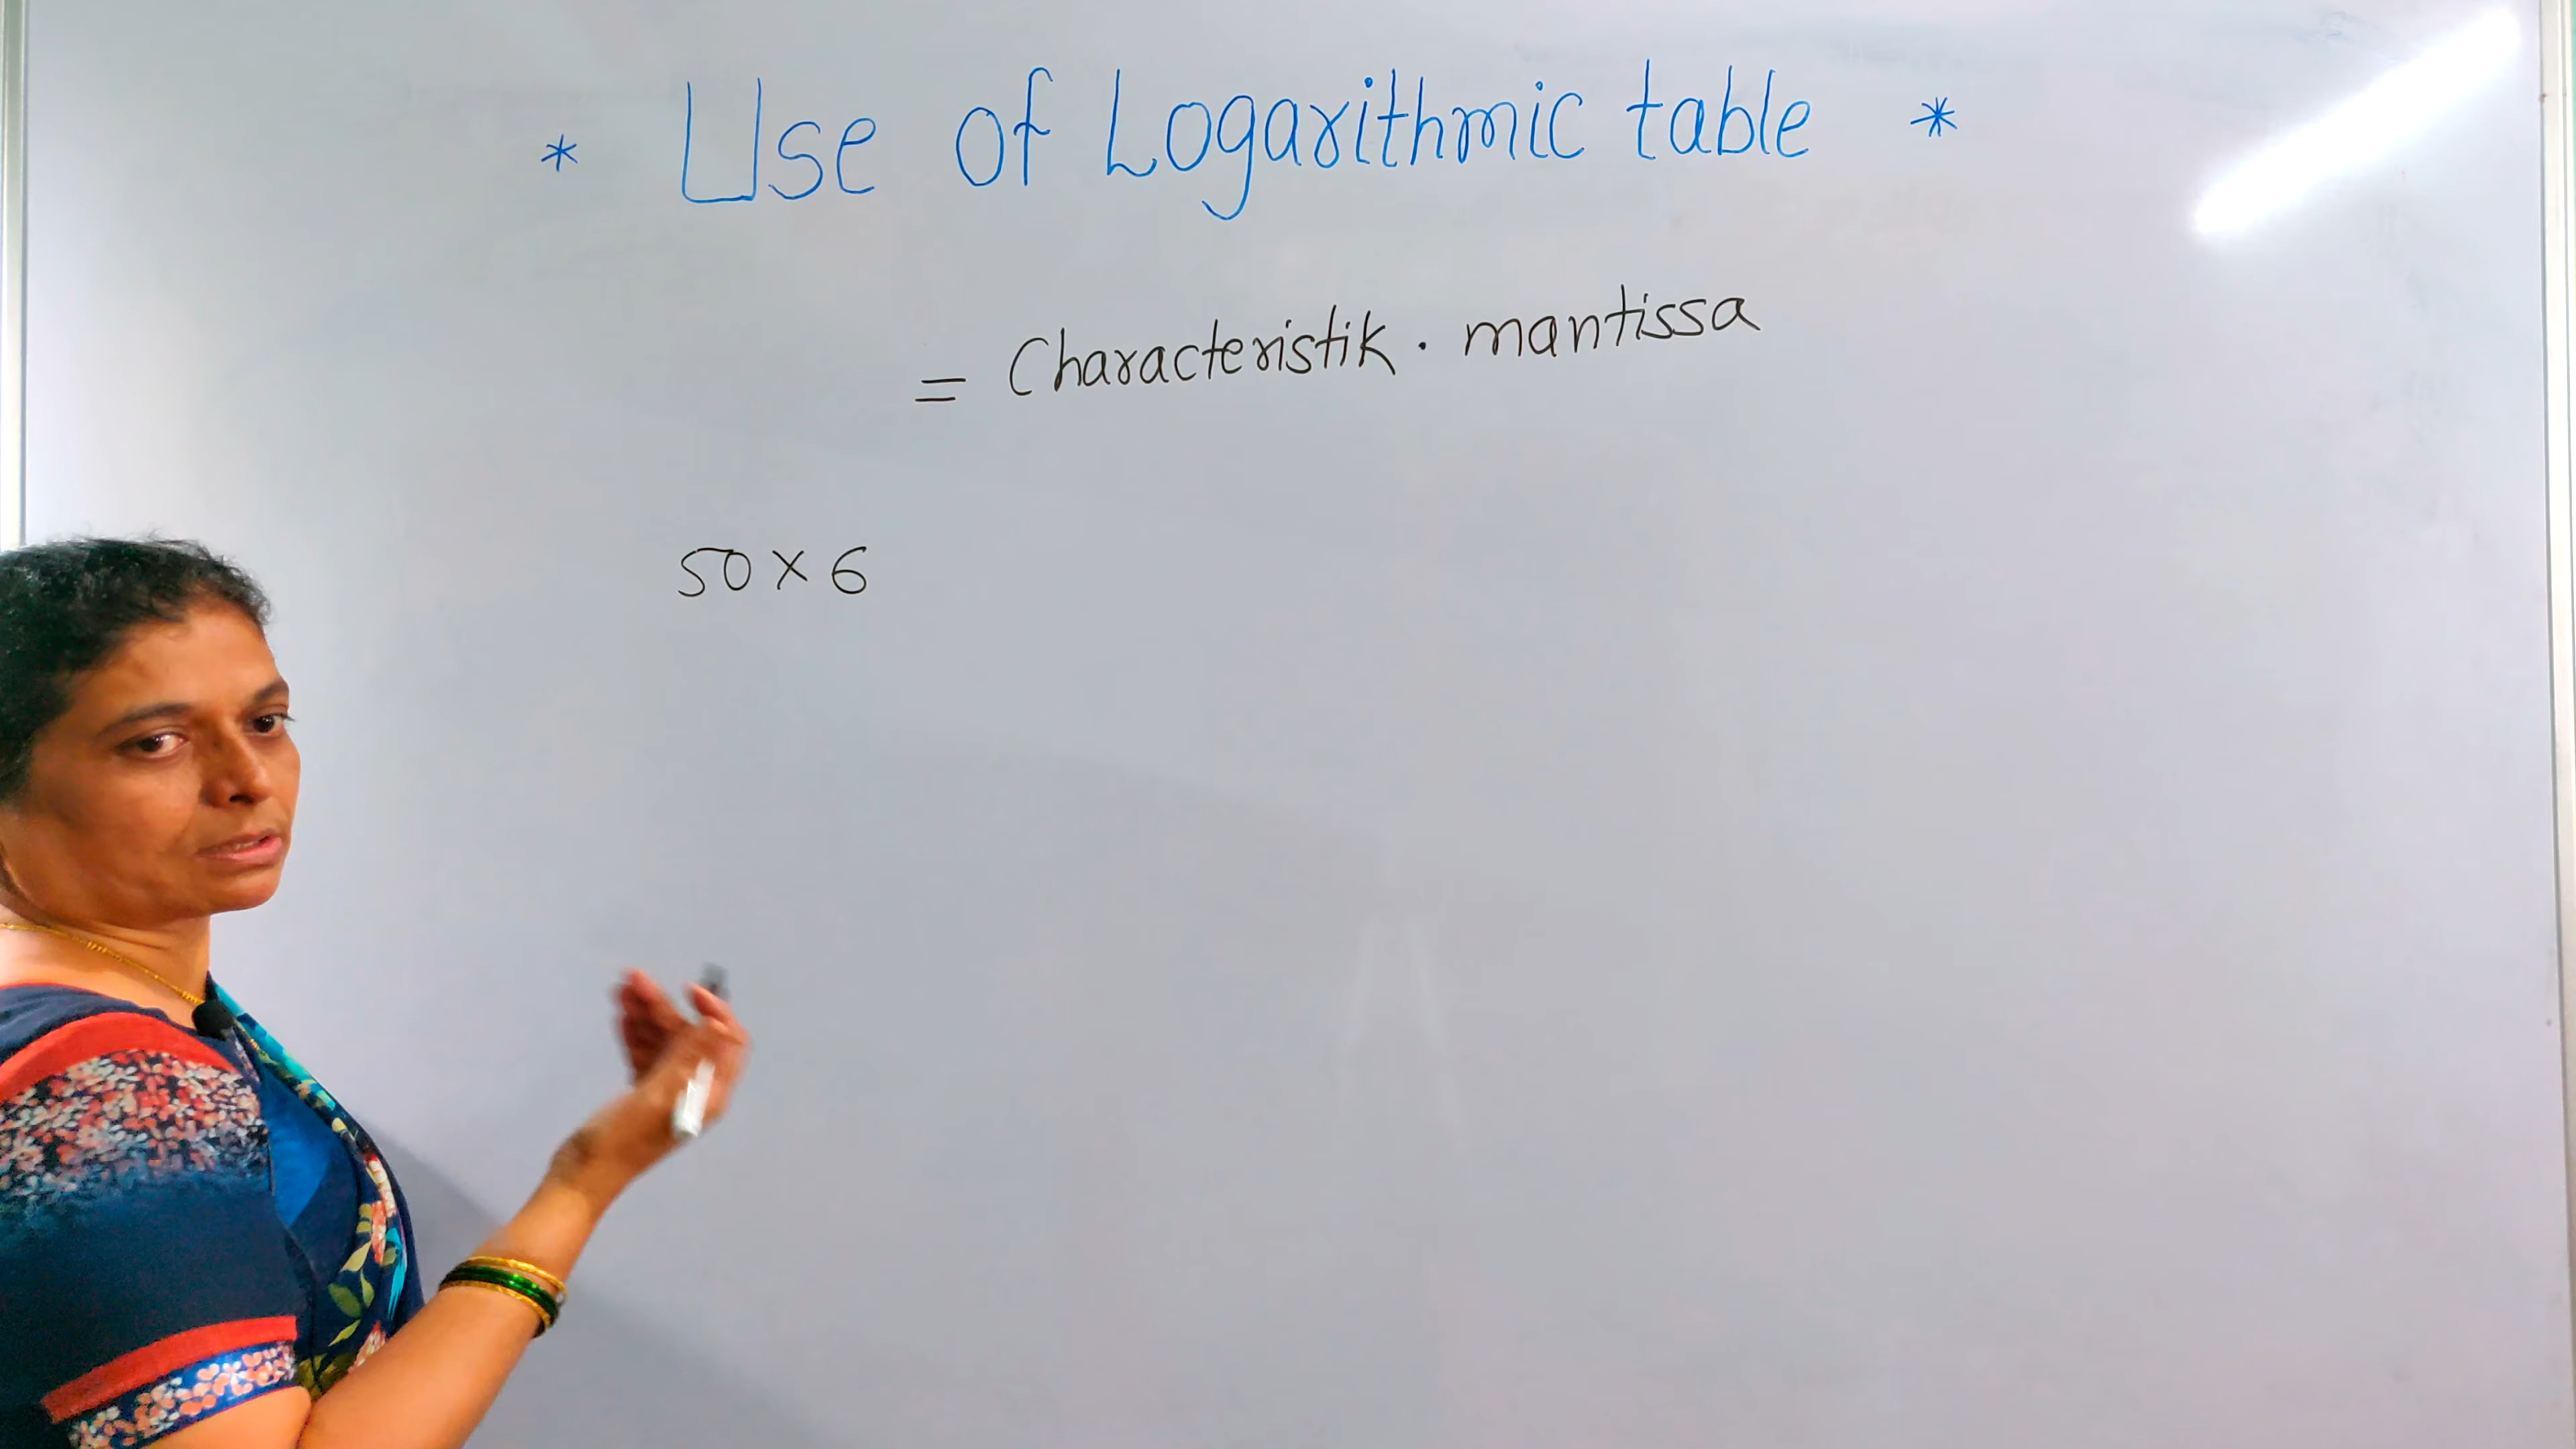 * Use of Logarithmic table *
= Characteristik . mantissa
50 × 6